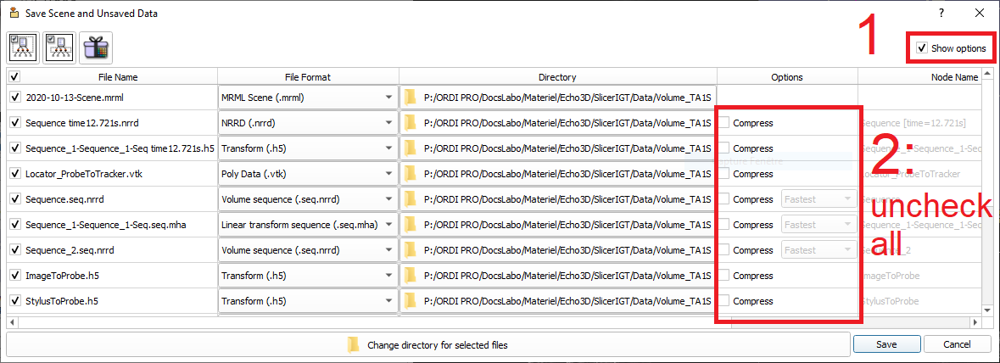 Save Scene and Unsaved Data
1
Show options
File Name File Format Directory Options Node Name
2020-10-13-Scene.mrml MRML Scene (.mrml) P:/ORDI PRO/DocsLabo/Materiel/Echo3D/SlicerIGT/Data/Volume_TA1S
Sequence time12.721s.nrrd NRRD (.nrrd) P:/ORDI PRO/DocsLabo/Materiel/Echo3D/SlicerIGT/Data/Volume_TA1S Compress Sequence [time=12.721s]
Sequence_1-Sequence_1-Seq time12.721s.h5 Transform (.h5) P:/ORDI PRO/DocsLabo/Materiel/Echo3D/SlicerIGT/Data/Volume_TA1S Compress Sequence_1-Sequence_1-Seq
Capture Fenêtre
Locator_ProbeToTracker.vtk Poly Data (.vtk) P:/ORDI PRO/DocsLabo/Materiel/Echo3D/SlicerIGT/Data/Volume_TA1S Compress Locator_ProbeToTracker
2:
Sequence.seq.nrrd Volume sequence (.seq.nrrd) P:/ORDI PRO/DocsLabo/Materiel/Echo3D/SlicerIGT/Data/Volume_TA1S Compress Fastest Sequence
uncheck
Sequence_1-Sequence_1-Seq.seq.mha Linear transform sequence (.seq.mha) P:/ORDI PRO/DocsLabo/Materiel/Echo3D/SlicerIGT/Data/Volume_TA1S Compress Fastest Sequence_1-Sequence_1-Seq
all
Sequence_2.seq.nrrd Volume sequence (.seq.nrrd) P:/ORDI PRO/DocsLabo/Materiel/Echo3D/SlicerIGT/Data/Volume_TA1S Compress Fastest Sequence_2
ImageToProbe.h5 Transform (.h5) P:/ORDI PRO/DocsLabo/Materiel/Echo3D/SlicerIGT/Data/Volume_TA1S Compress ImageToProbe
StylusToProbe.h5 Transform (.h5) P:/ORDI PRO/DocsLabo/Materiel/Echo3D/SlicerIGT/Data/Volume_TA1S Compress StylusToProbe
Change directory for selected files Save Cancel